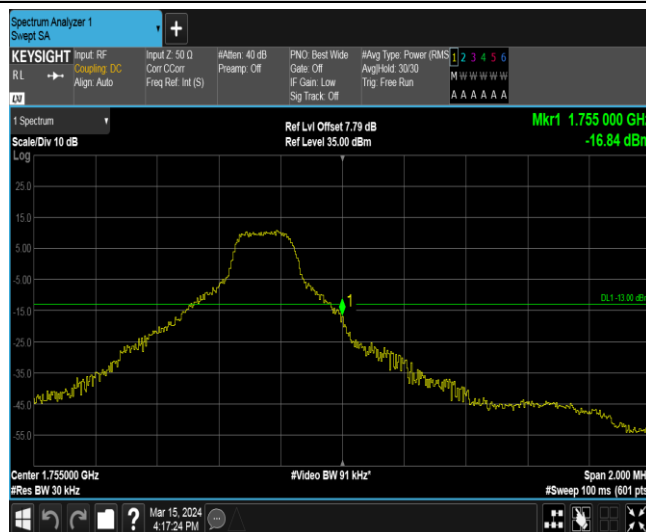 Spectrum Analyzer 1
Swept SA
KEYSIGHT
RL
Input: RF
Coupling: DC
Align: Auto
Input Z: 50 Ω
Corr CCorr
Freq Ref: Int (S)
#Atten: 40 dB
Preamp: Off
PNO: Best Wide
Gate: Off
IF Gain: Low
Sig Track: Off
#Avg Type: Power (RMS
Avg|Hold: 30/30
Trig: Free Run
1 2 3 4 5 6
M W W W W W
A A A A A A
LXI
1 Spectrum
Scale/Div 10 dB
Log
Ref Lvl Offset 7.79 dB
Ref Level 35.00 dBm
Mkr1 1.755 000 GHz
-16.84 dBm
25.0
15.0
5.00
-5.00
-15.0
-25.0
-35.0
-45.0
-55.0
1
DL1 -13.00 dBm
Center 1.755000 GHz
#Res BW 30 kHz
#Video BW 91 kHz*
Span 2.000 MH
#Sweep 100 ms (601 pts
Mar 15, 2024
4:17:24 PM